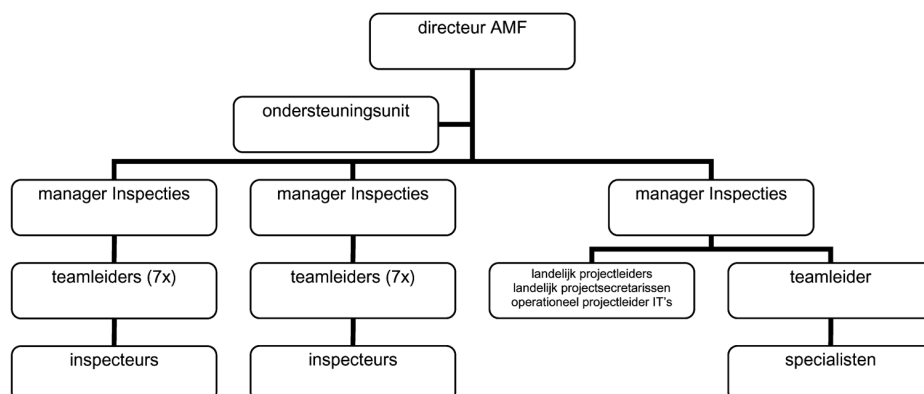 directeur AMF
ondersteuningsunit
manager Inspecties
manager Inspecties
manager Inspecties
teamleiders (7x)
teamleiders (7x)
landelijk projectleiders
landelijk projectsecretarissen
operationeel projectleider IT's
teamleider
inspecteurs
inspecteurs
specialisten